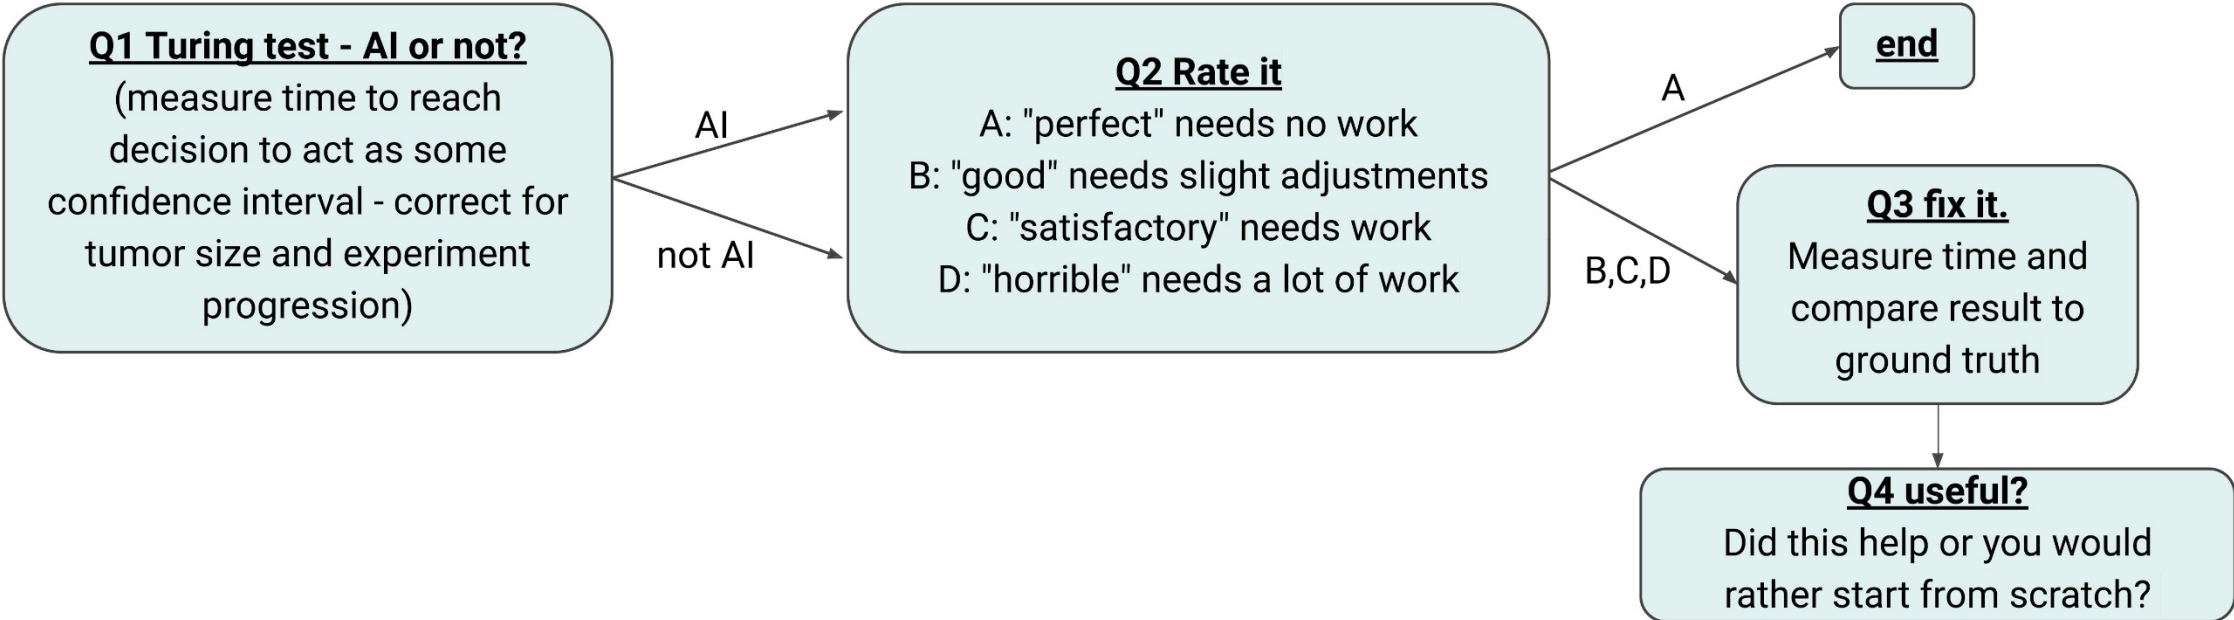 Q1 Turing test - AI or not?
(measure time to reach
decision to act as some
confidence interval - correct for
tumor size and experiment
progression)
AI
not AI
Q2 Rate it
A: "perfect" needs no work
B: "good" needs slight adjustments
C: "satisfactory" needs work
D: "horrible" needs a lot of work
A
B,C,D
end
Q3 fix it.
Measure time and
compare result to
ground truth
Q4 useful?
Did this help or you would
rather start from scratch?